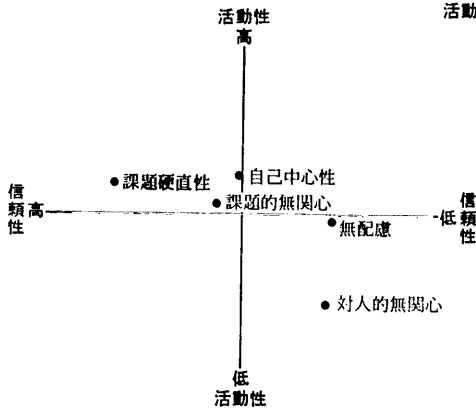 活動性
高
活動
課題硬直性
自己中心性
課題的無関心
信頼性
高
低
信頼性
無配慮
対人的無関心
低
活動性